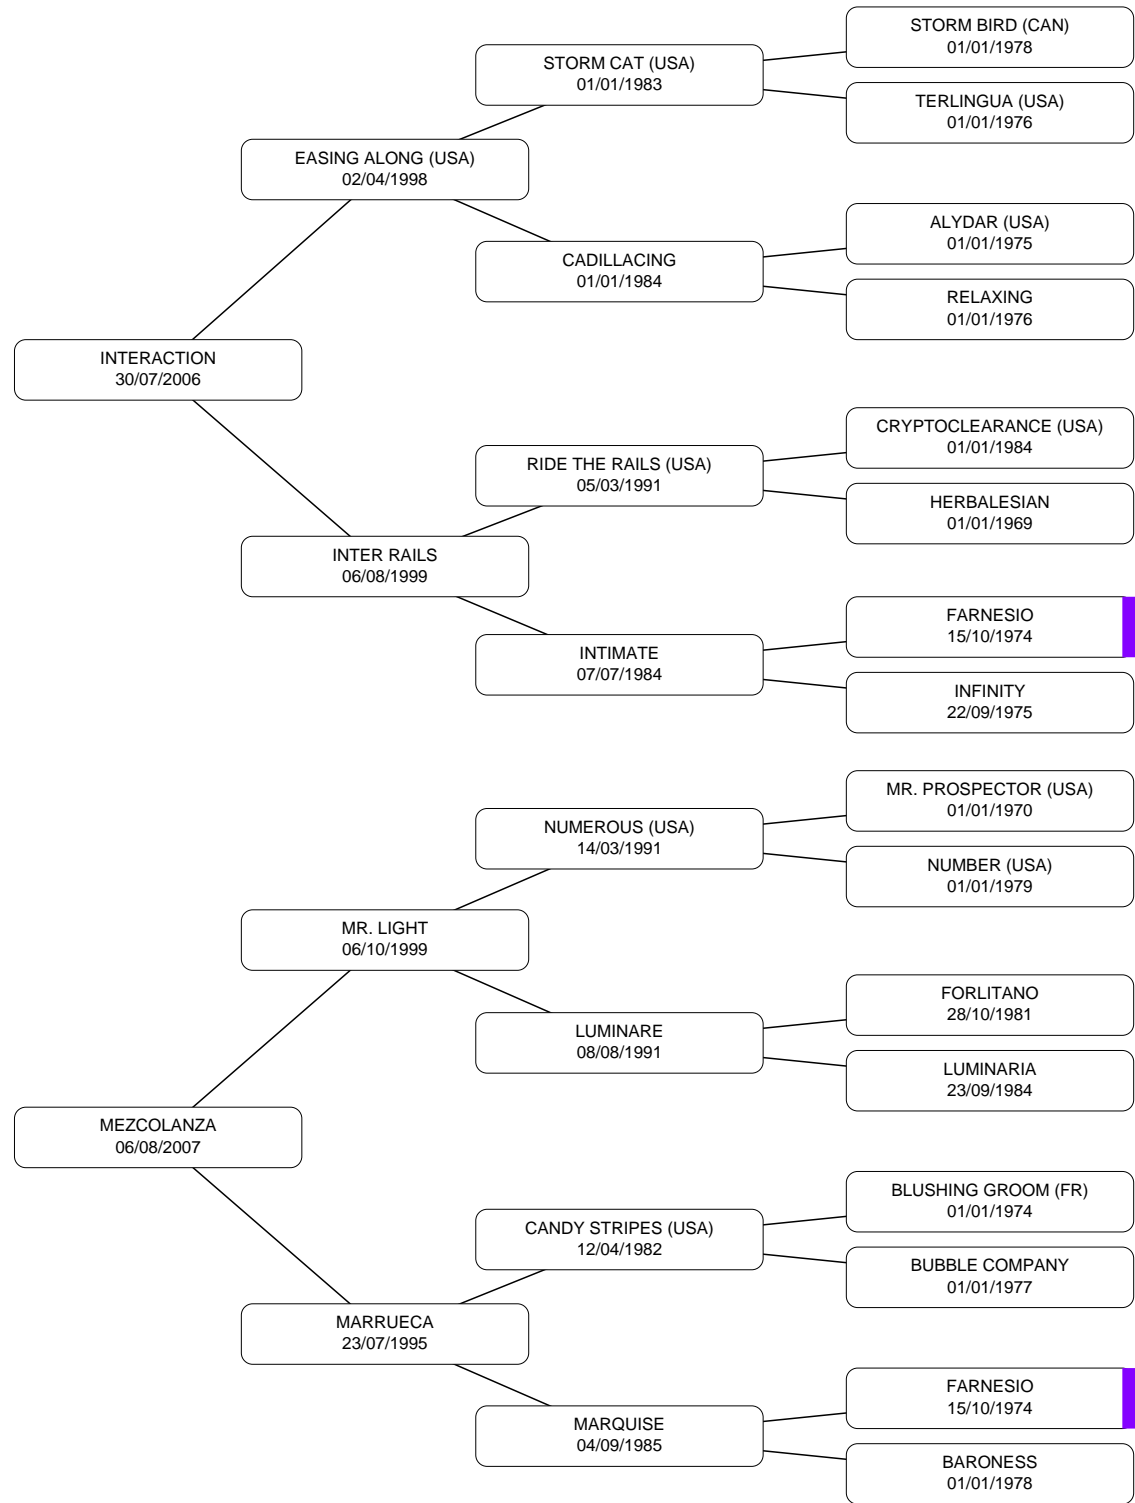 STORM BIRD (CAN)
01/01/1978
STORM CAT (USA)
01/01/1983
TERLINGUA (USA)
01/01/1976
EASING ALONG (USA)
02/04/1998
ALYDAR (USA)
01/01/1975
CADILLACING
01/01/1984
RELAXING
01/01/1976
INTERACTION
30/07/2006
CRYPTOCLEARANCE (USA)
01/01/1984
RIDE THE RAILS (USA)
05/03/1991
HERBALESIAN
01/01/1969
INTER RAILS
06/08/1999
FARNESIO
15/10/1974
INTIMATE
07/07/1984
INFINITY
22/09/1975
MR. PROSPECTOR (USA)
01/01/1970
NUMEROUS (USA)
14/03/1991
NUMBER (USA)
01/01/1979
MR. LIGHT
06/10/1999
FORLITANO
28/10/1981
LUMINARE
08/08/1991
LUMINARIA
23/09/1984
MEZCOLANZA
06/08/2007
BLUSHING GROOM (FR)
01/01/1974
CANDY STRIPES (USA)
12/04/1982
BUBBLE COMPANY
01/01/1977
MARRUECA
23/07/1995
FARNESIO
15/10/1974
MARQUISE
04/09/1985
BARONESS
01/01/1978